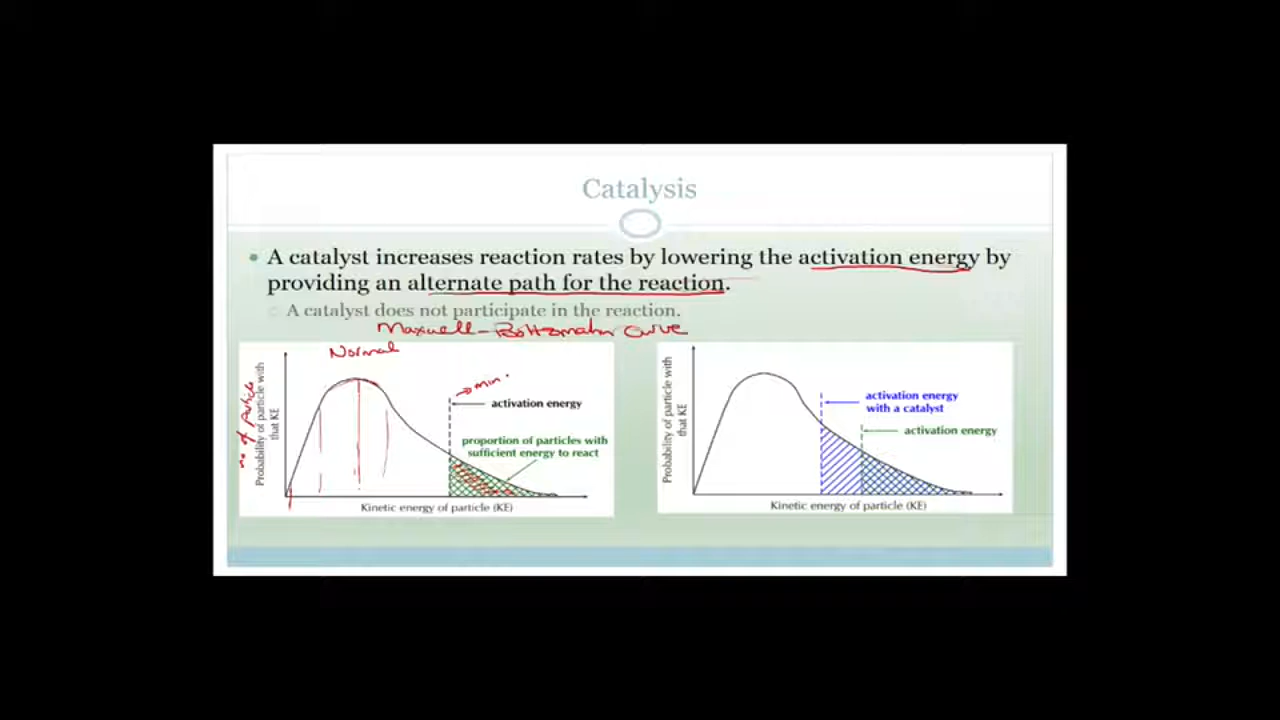 Catalysis
• A catalyst increases reaction rates by lowering the activation energy by
providing an alternate path for the reaction.
A catalyst does not participate in the reaction.
Maxwell-Boltzmann Curve
Normal
no of Particle
Probability of particle with
that KE
→ min.
activation energy
proportion of particles with
sufficient energy to react
Kinetic energy of particle (KE)
Probability of particle with
that KE
activation energy
with a catalyst
activation energy
Kinetic energy of particle (KE)